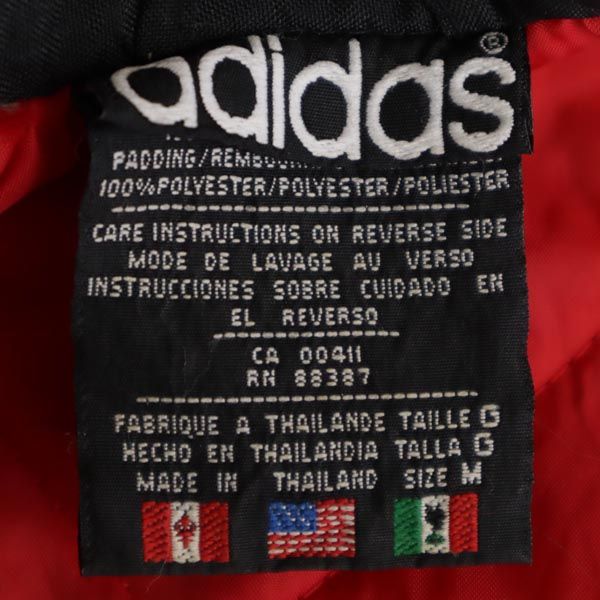 adidas®
PADDING/
100%POLYESTER/POLYESTER/POLIESTER
CARE INSTRUCTIONS ON REVERSE SIDE
MODE DE LAVAGE AU VERSO
INSTRUCCIONES SOBRE CUIDADO EN
EL REVERSO
CA 00411
RN 88387
FABRIQUE A THAILANDE TAILLE G
HECHO EN THAILANDIA TALLA G
MADE IN THAILAND SIZE M